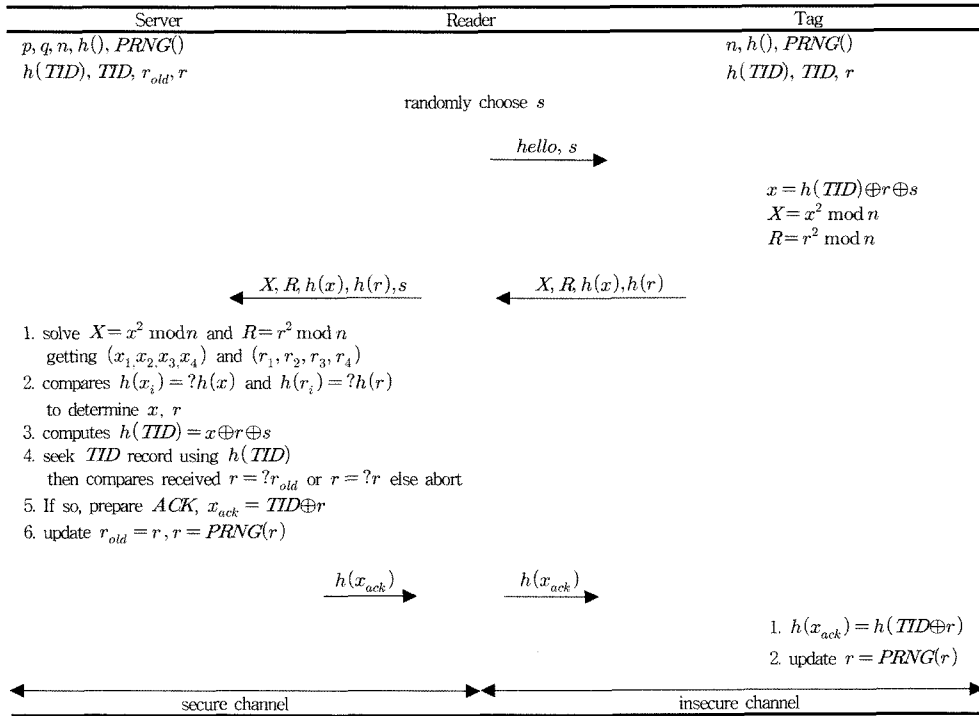 Server Reader Tag
p, q, n, h(), PRNG() n, h(), PRNG()
h(TID), TID, r_old, r h(TID), TID, r
randomly choose s
hello, s
x = h(TID)⊕r⊕s
X = x² mod n
R = r² mod n
X, R, h(x), h(r), s X, R, h(x), h(r)
1. solve X = x² mod n and R = r² mod n
getting (x₁,x₂,x₃,x₄) and (r₁, r₂, r₃, r₄)
2. compares h(xᵢ) = ?h(x) and h(rᵢ) = ?h(r)
to determine x, r
3. computes h(TID) = x⊕r⊕s
4. seek TID record using h(TID)
then compares received r = ?r_old or r = ?r else abort
5. If so, prepare ACK, x_ack = TID⊕r
6. update r_old = r, r = PRNG(r)
h(x_ack) h(x_ack)
1. h(x_ack) = h(TID⊕r)
2. update r = PRNG(r)
secure channel insecure channel